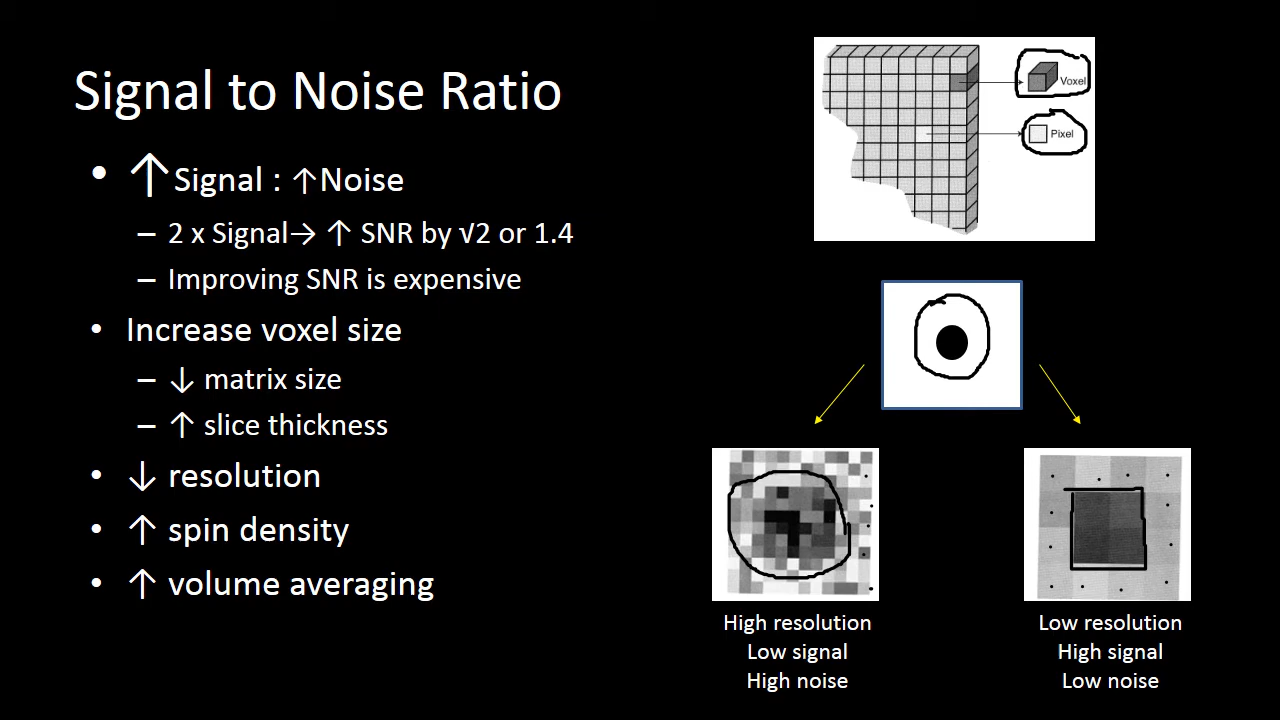 Signal to Noise Ratio
• ↑Signal : ↑Noise
– 2 x Signal→ ↑ SNR by √2 or 1.4
– Improving SNR is expensive
• Increase voxel size
– ↓ matrix size
– ↑ slice thickness
• ↓ resolution
• ↑ spin density
• ↑ volume averaging
Voxel
Pixel
High resolution
Low signal
High noise
Low resolution
High signal
Low noise